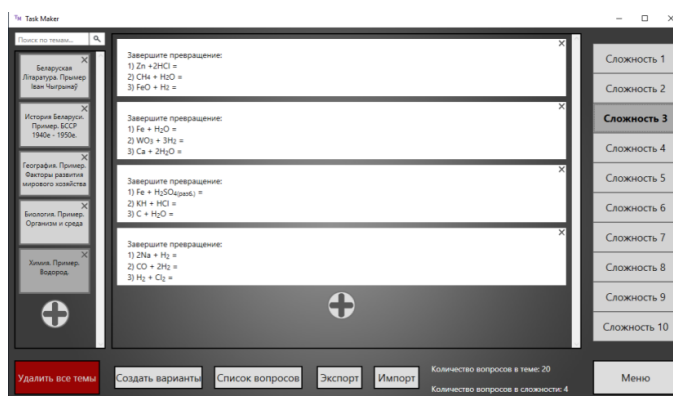 Task Maker
Поиск по темам...
Беларуская
Літаратура. Прымер
Іван Чыгрынаў
История Беларуси.
Пример. БССР
1940е - 1950е.
География. Пример.
Факторы развития
мирового хозяйства
Биология. Пример.
Организм и среда
Химия. Пример.
Водород.
Завершите превращение:
1) Zn +2HCl =
2) CH₄ + H₂O =
3) FeO + H₂ =
Завершите превращение:
1) Fe + H₂O =
2) WO₃ + 3H₂ =
3) Ca + 2H₂O =
Завершите превращение:
1) Fe + H₂SO₄(разб.) =
2) KH + HCl =
3) C + H₂O =
Завершите превращение:
1) 2Na + H₂ =
2) CO + 2H₂ =
3) H₂ + Cl₂ =
Сложность 1
Сложность 2
Сложность 3
Сложность 4
Сложность 5
Сложность 6
Сложность 7
Сложность 8
Сложность 9
Сложность 10
Удалить все темы
Создать варианты
Список вопросов
Экспорт
Импорт
Количество вопросов в теме: 20
Количество вопросов в сложности: 4
Меню